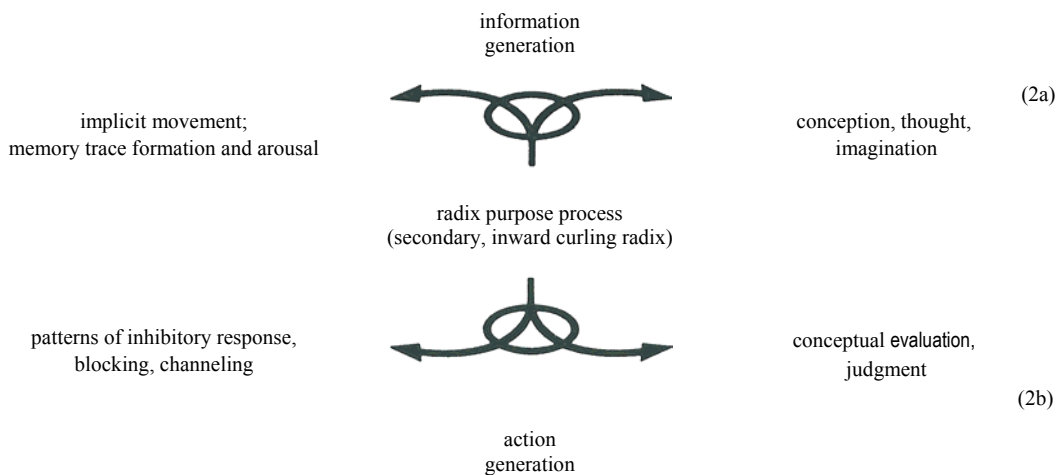 information
generation
(2a)
implicit movement;
memory trace formation and arousal
conception, thought,
imagination
radix purpose process
(secondary, inward curling radix)
patterns of inhibitory response,
blocking, channeling
conceptual evaluation,
judgment
(2b)
action
generation